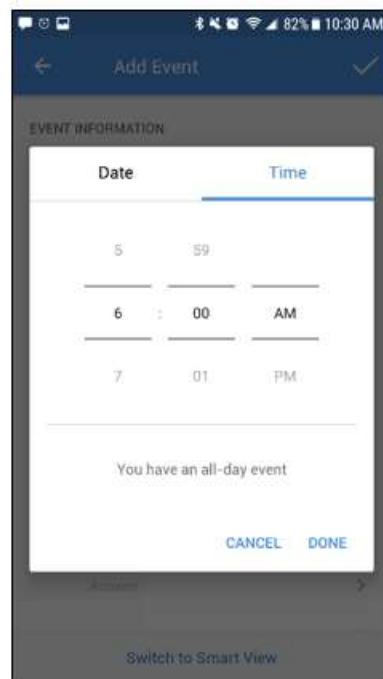 82% 10:30 AM
Add Event
EVENT INFORMATION
Date Time
5 59
6 : 00 AM
7 01 PM
You have an all-day event
CANCEL DONE
Switch to Smart View